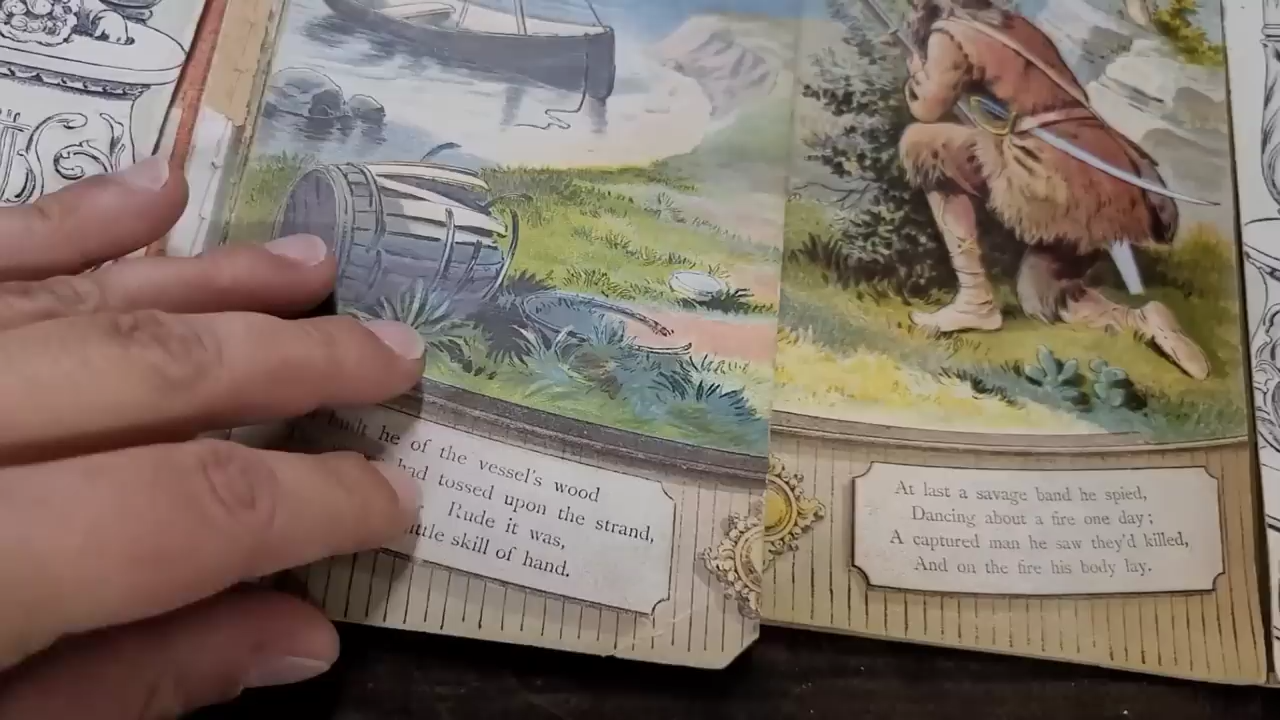 he of the vessel's wood
had tossed upon the strand,
Rude it was,
little skill of hand.
At last a savage band he spied,
Dancing about a fire one day;
A captured man he saw they'd killed,
And on the fire his body lay.